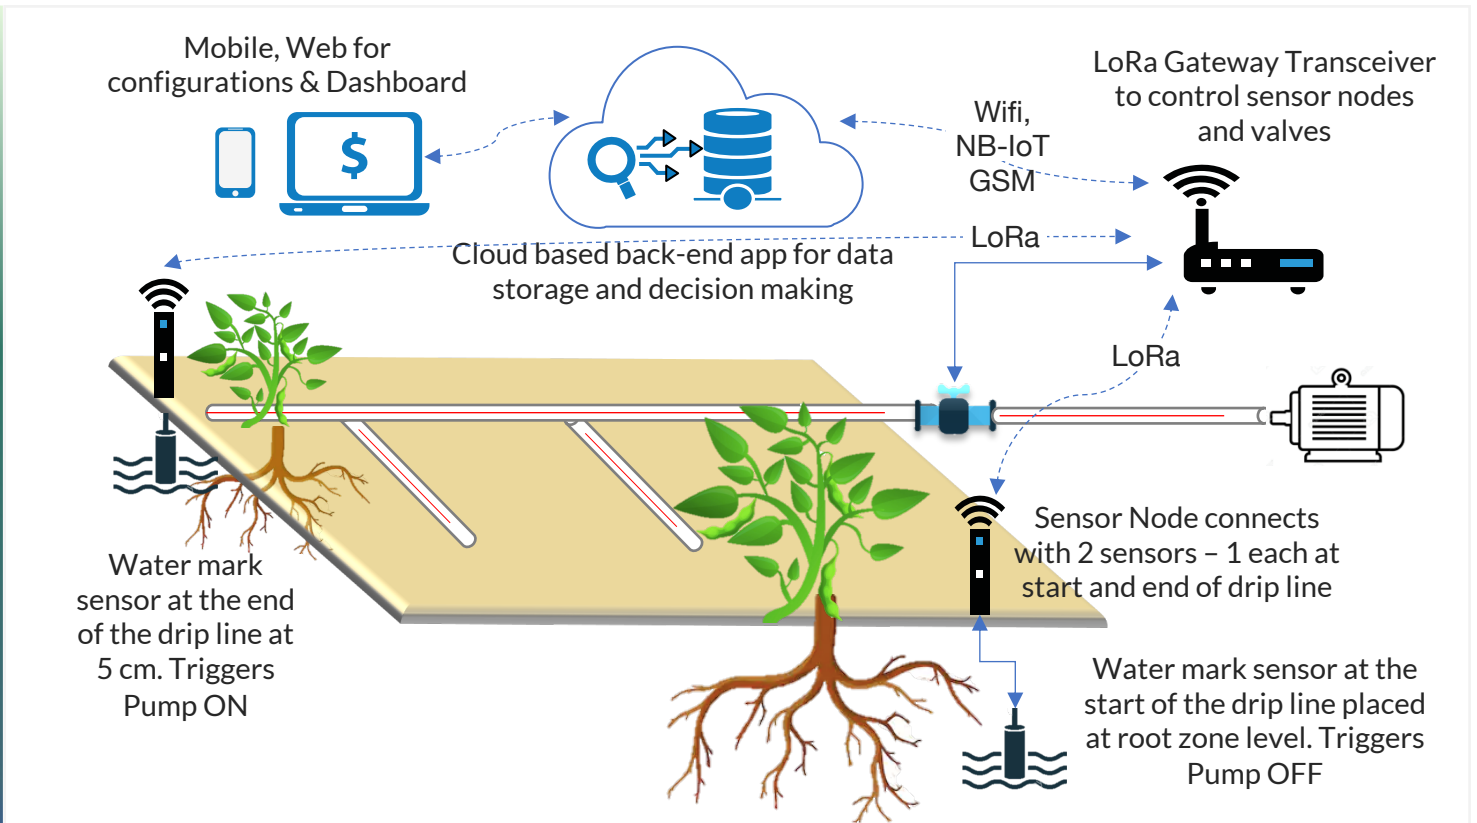 Mobile, Web for
configurations & Dashboard
$
LoRa Gateway Transceiver
to control sensor nodes
and valves
Wifi,
NB-IoT
GSM
LoRa
Cloud based back-end app for data
storage and decision making
LoRa
Sensor Node connects
with 2 sensors – 1 each at
start and end of drip line
Water mark
sensor at the end
of the drip line at
5 cm. Triggers
Pump ON
Water mark sensor at the
start of the drip line placed
at root zone level. Triggers
Pump OFF